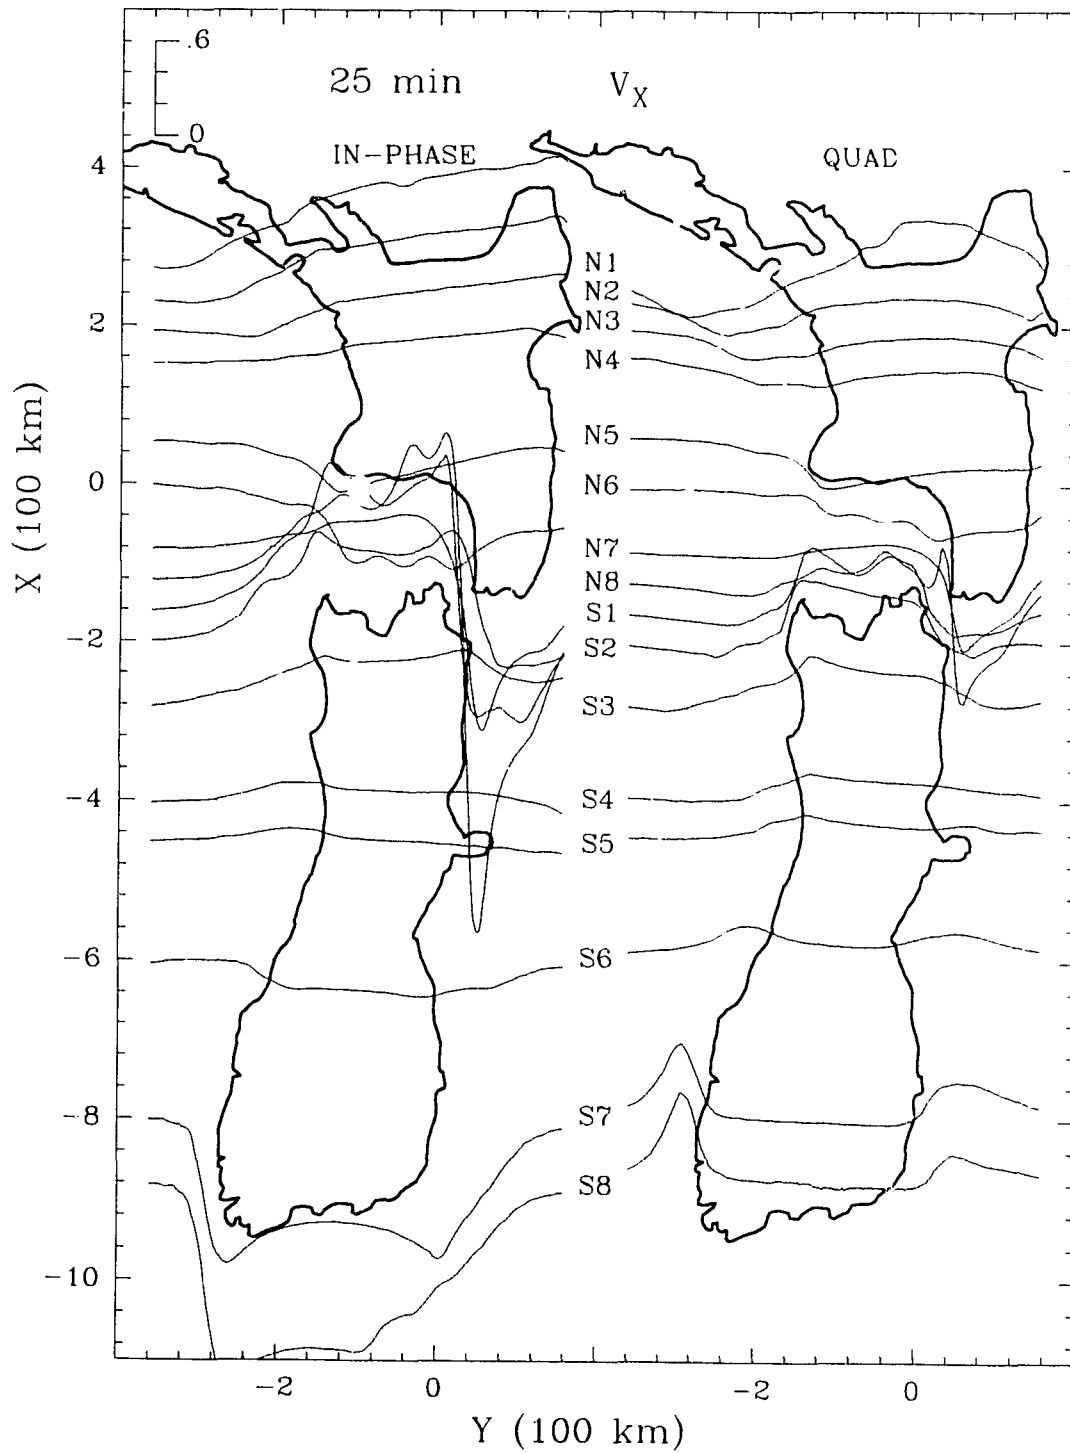 .6
25 min VX
0
IN-PHASE QUAD
4
N1
N2
2
N3
N4
N5
0
N6
N7
N8
S1
-2
S2
S3
-4
S4
S5
-6
S6
-8
S7
S8
-10
X (100 km)
-2 0 -2 0
Y (100 km)